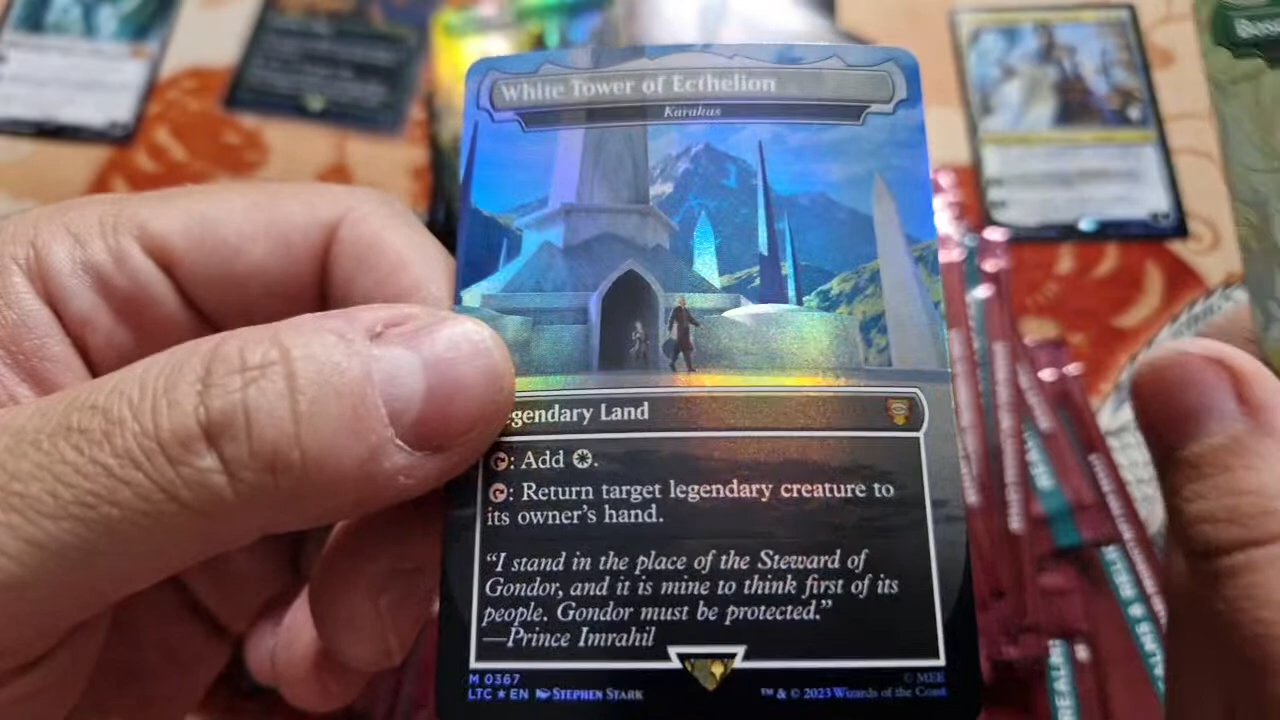 White Tower of Ecthelion
Karakas
egendary Land
: Add .
: Return target legendary creature to
its owner's hand.
“I stand in the place of the Steward of
Gondor, and it is mine to think first of its
people. Gondor must be protected.”
—Prince Imrahil
M 0367
LTC ★ EN STEPHEN STARK
© MEE
™ & © 2023 Wizards of the Coast